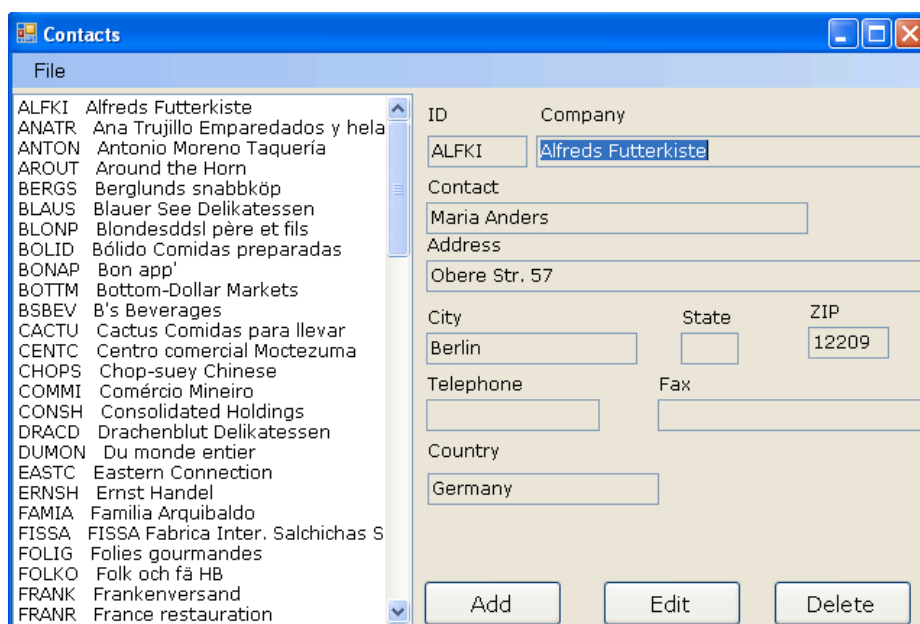 Contacts
File
ALFKI Alfreds Futterkiste
ANATR Ana Trujillo Emparedados y hela
ANTON Antonio Moreno Taquería
AROUT Around the Horn
BERGS Berglunds snabbköp
BLAUS Blauer See Delikatessen
BLONP Blondesddsl père et fils
BOLID Bólido Comidas preparadas
BONAP Bon app'
BOTTM Bottom-Dollar Markets
BSBEV B's Beverages
CACTU Cactus Comidas para llevar
CENTC Centro comercial Moctezuma
CHOPS Chop-suey Chinese
COMMI Comércio Mineiro
CONSH Consolidated Holdings
DRACD Drachenblut Delikatessen
DUMON Du monde entier
EASTC Eastern Connection
ERNSH Ernst Handel
FAMIA Familia Arquibaldo
FISSA FISSA Fabrica Inter. Salchichas S
FOLIG Folies gourmandes
FOLKO Folk och fä HB
FRANK Frankenversand
FRANR France restauration
ID Company
ALFKI Alfreds Futterkiste
Contact
Maria Anders
Address
Obere Str. 57
City State ZIP
Berlin 12209
Telephone Fax
Country
Germany
Add Edit Delete